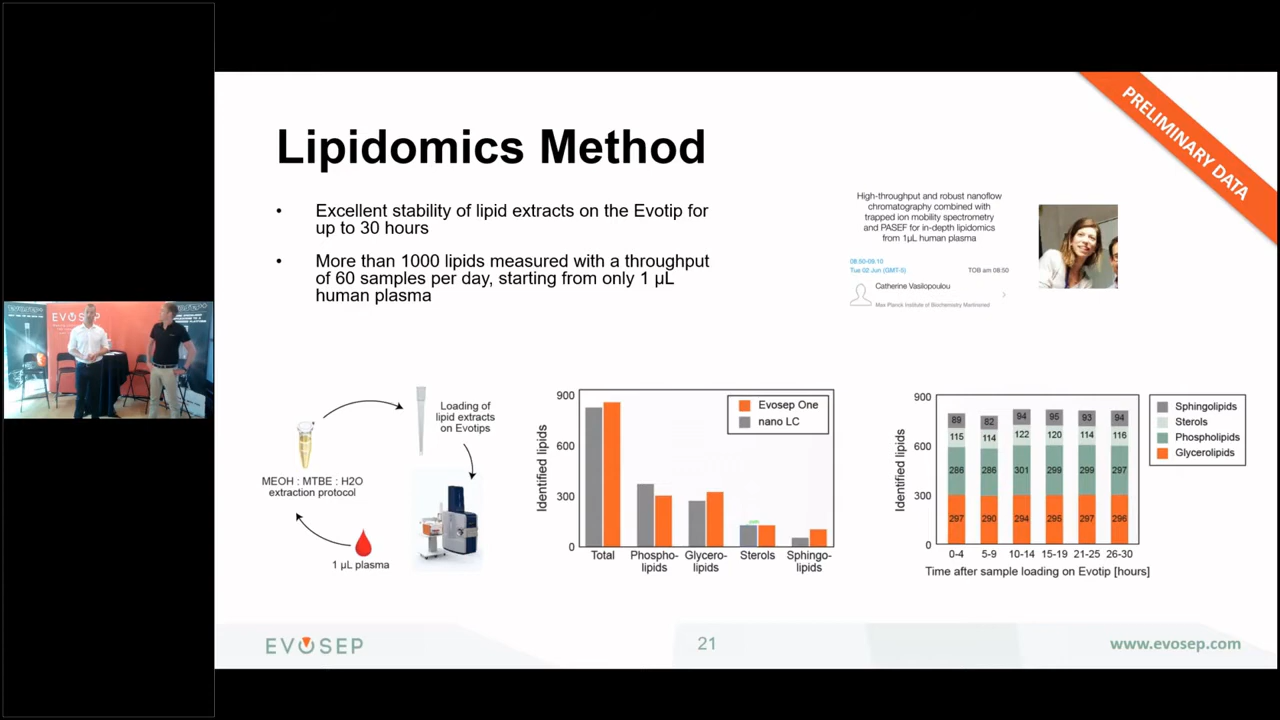 PRELIMINARY DATA
Lipidomics Method
• Excellent stability of lipid extracts on the Evotip for
up to 30 hours
• More than 1000 lipids measured with a throughput
of 60 samples per day, starting from only 1 µL
human plasma
High-throughput and robust nanoflow
chromatography combined with
trapped ion mobility spectrometry
and PASEF for in-depth lipidomics
from 1µL human plasma
08:50-09:10
Tue 02 Jun (GMT-5)
TOB am 08:50
Catherine Vasilopoulou
Max Planck Institute of Biochemistry Martinsried
EVOSEP
Loading of
lipid extracts
on Evotips
MEOH : MTBE : H2O
extraction protocol
1 µL plasma
Identified lipids
900
600
300
0
Evosep One
nano LC
Total
Phospho-
lipids
Glycero-
lipids
Sterols
Sphingo-
lipids
Identified lipids
900
600
300
0
89 82 94 95 93 94
115 114 122 120 114 116
286 286 301 299 299 297
297 290 294 295 297 296
0-4 5-9 10-14 15-19 21-25 26-30
Time after sample loading on Evotip [hours]
Sphingolipids
Sterols
Phospholipids
Glycerolipids
EVOSEP
21
www.evosep.com